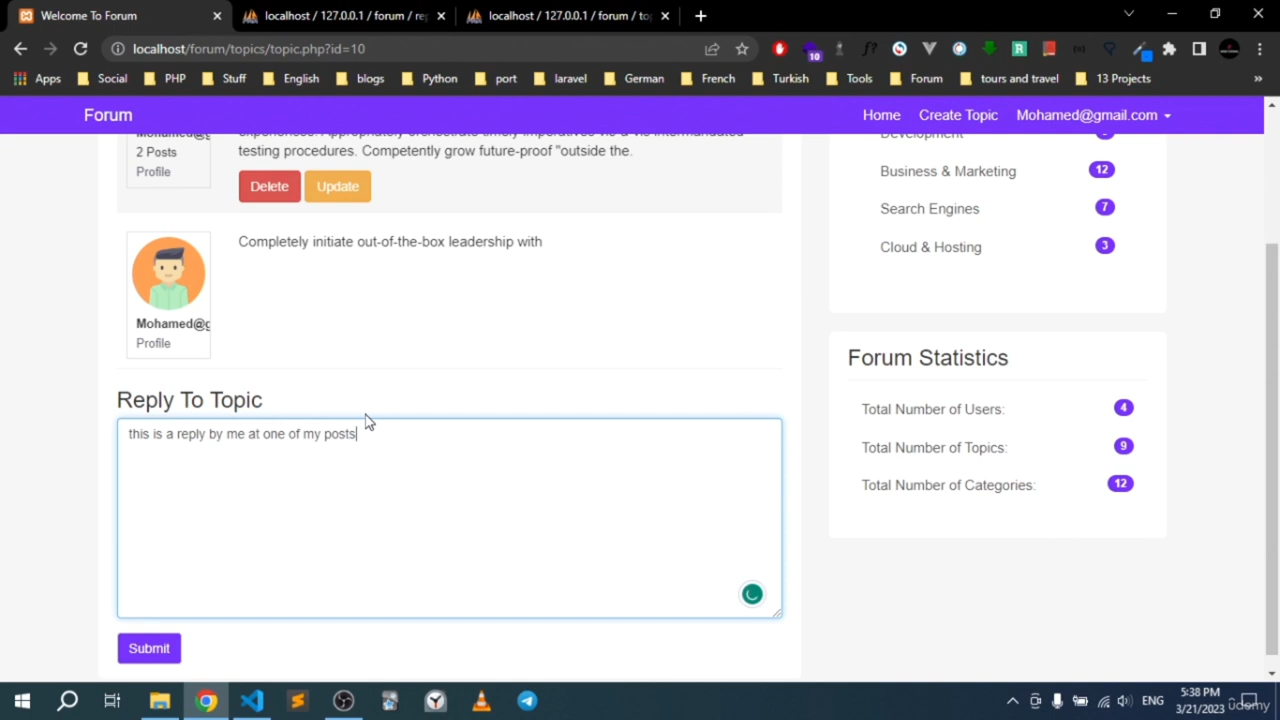 Welcome To Forum
localhost / 127.0.0.1 / forum / re
localhost / 127.0.0.1 / forum / to
localhost/forum/topics/topic.php?id=10
10
Apps
Social
PHP
Stuff
English
blogs
Python
port
laravel
German
French
Turkish
Tools
Forum
tours and travel
13 Projects
Forum
Home
Create Topic
Mohamed@gmail.com
testing procedures. Competently grow future-proof "outside the.
Mohamed@g
2 Posts
Profile
Delete
Update
Completely initiate out-of-the-box leadership with
Mohamed@g
Profile
Reply To Topic
this is a reply by me at one of my posts
Submit
Development
Business & Marketing
12
Search Engines
7
Cloud & Hosting
3
Forum Statistics
Total Number of Users:
4
Total Number of Topics:
9
Total Number of Categories:
12
ENG
5:38 PM
3/21/2023
udemy